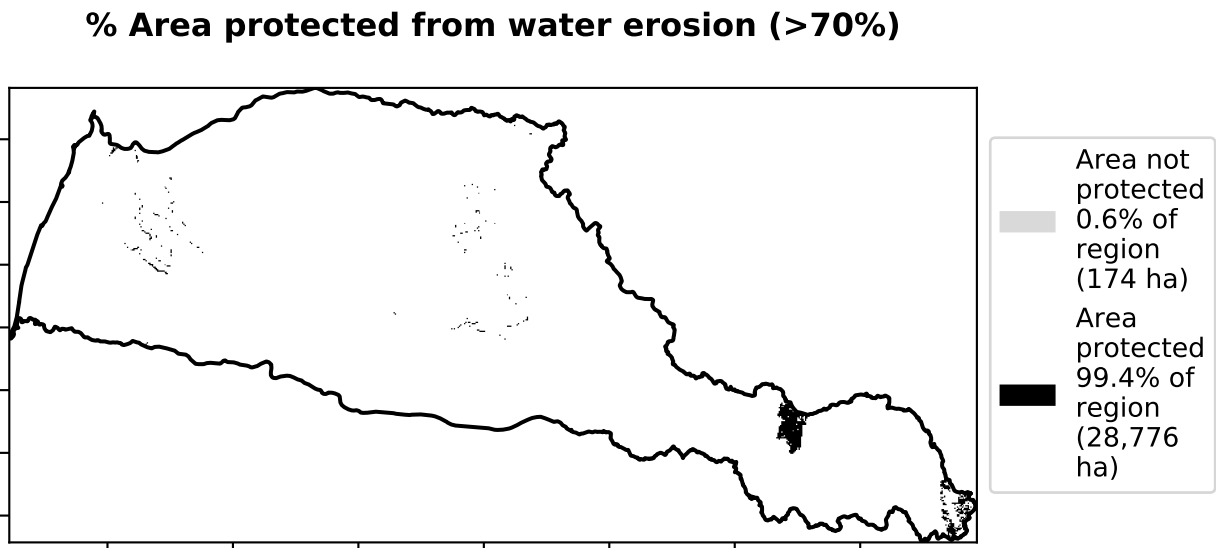 % Area protected from water erosion (>70%)
Area not
protected
0.6% of
region
(174 ha)
Area
protected
99.4% of
region
(28,776
ha)